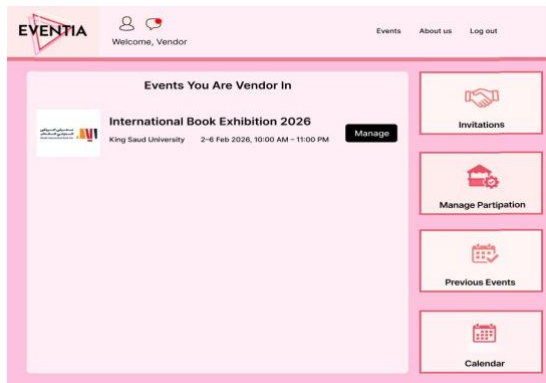 EVENTIA
Welcome, Vendor
Events About us Log out
Events You Are Vendor In
International Book Exhibition 2026
King Saud University 2-6 Feb 2026, 10:00 AM – 11:00 PM
Manage
Invitations
Manage Partipation
Previous Events
Calendar